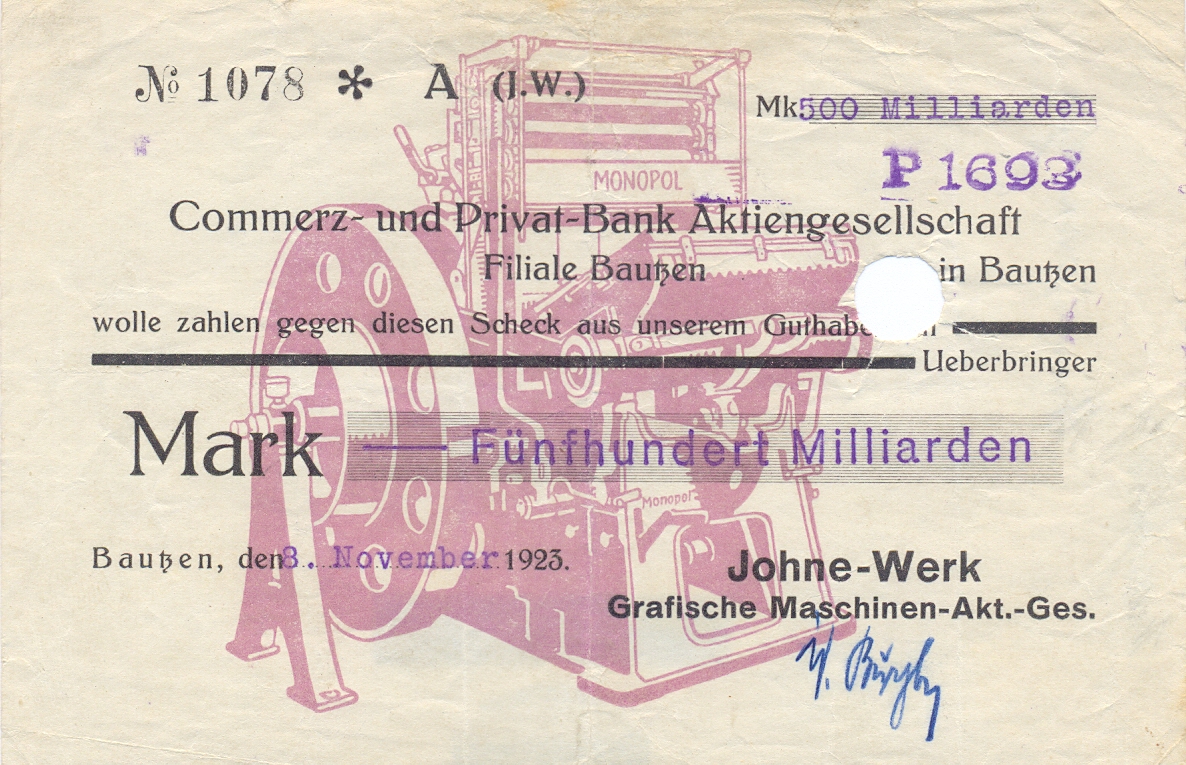 № 1078 * A (J.W.)
Mk 500 Milliarden
P 1693
MONOPOL
Commerz- und Privat-Bank Aktiengesellschaft
Filiale Bautzen in Bautzen
wolle zahlen gegen diesen Scheck aus unserem
Ueberbringer
Mark — Fünfhundert Milliarden
Monopol
Bautzen, den 8. November 1923.
Johne-Werk
Grafische Maschinen-Akt.-Ges.